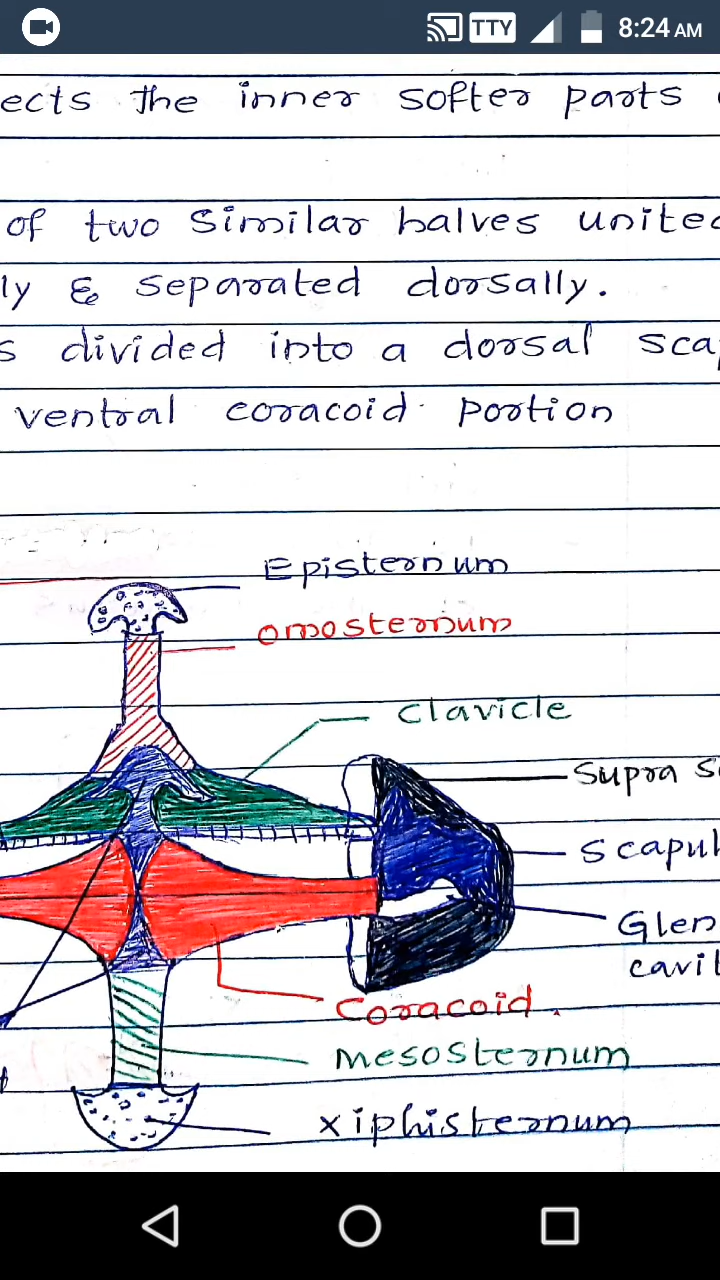 TTY 8:24 AM
ects the inner softer parts
of two similar halves united
ly & separated dorsally.
s divided into a dorsal sca
ventral coracoid portion
Episternum
omosternum
clavicle
Supra S
Scapul
Glen
cavit
Coracoid.
Mesosternum
xiphisternum